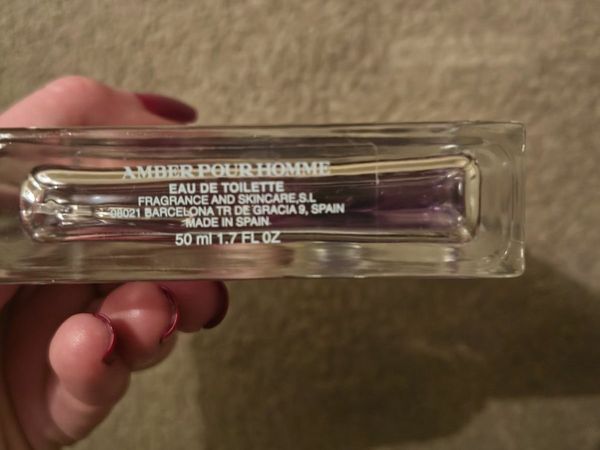 AMBER POUR HOMME
EAU DE TOILETTE
FRAGRANCE AND SKINCARE,S.L
08021 BARCELONA TR DE GRACIA 9, SPAIN
MADE IN SPAIN
50 ml 1.7 FL OZ